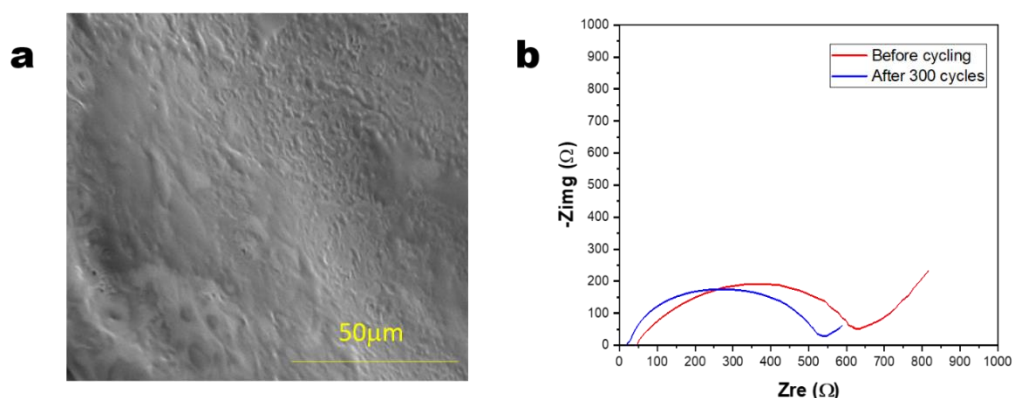 a
50μm
b
1000
900
800
700
600
500
400
300
200
100
0
-Zimg (Ω)
Before cycling
After 300 cycles
0 100 200 300 400 500 600 700 800 900 1000
Zre (Ω)